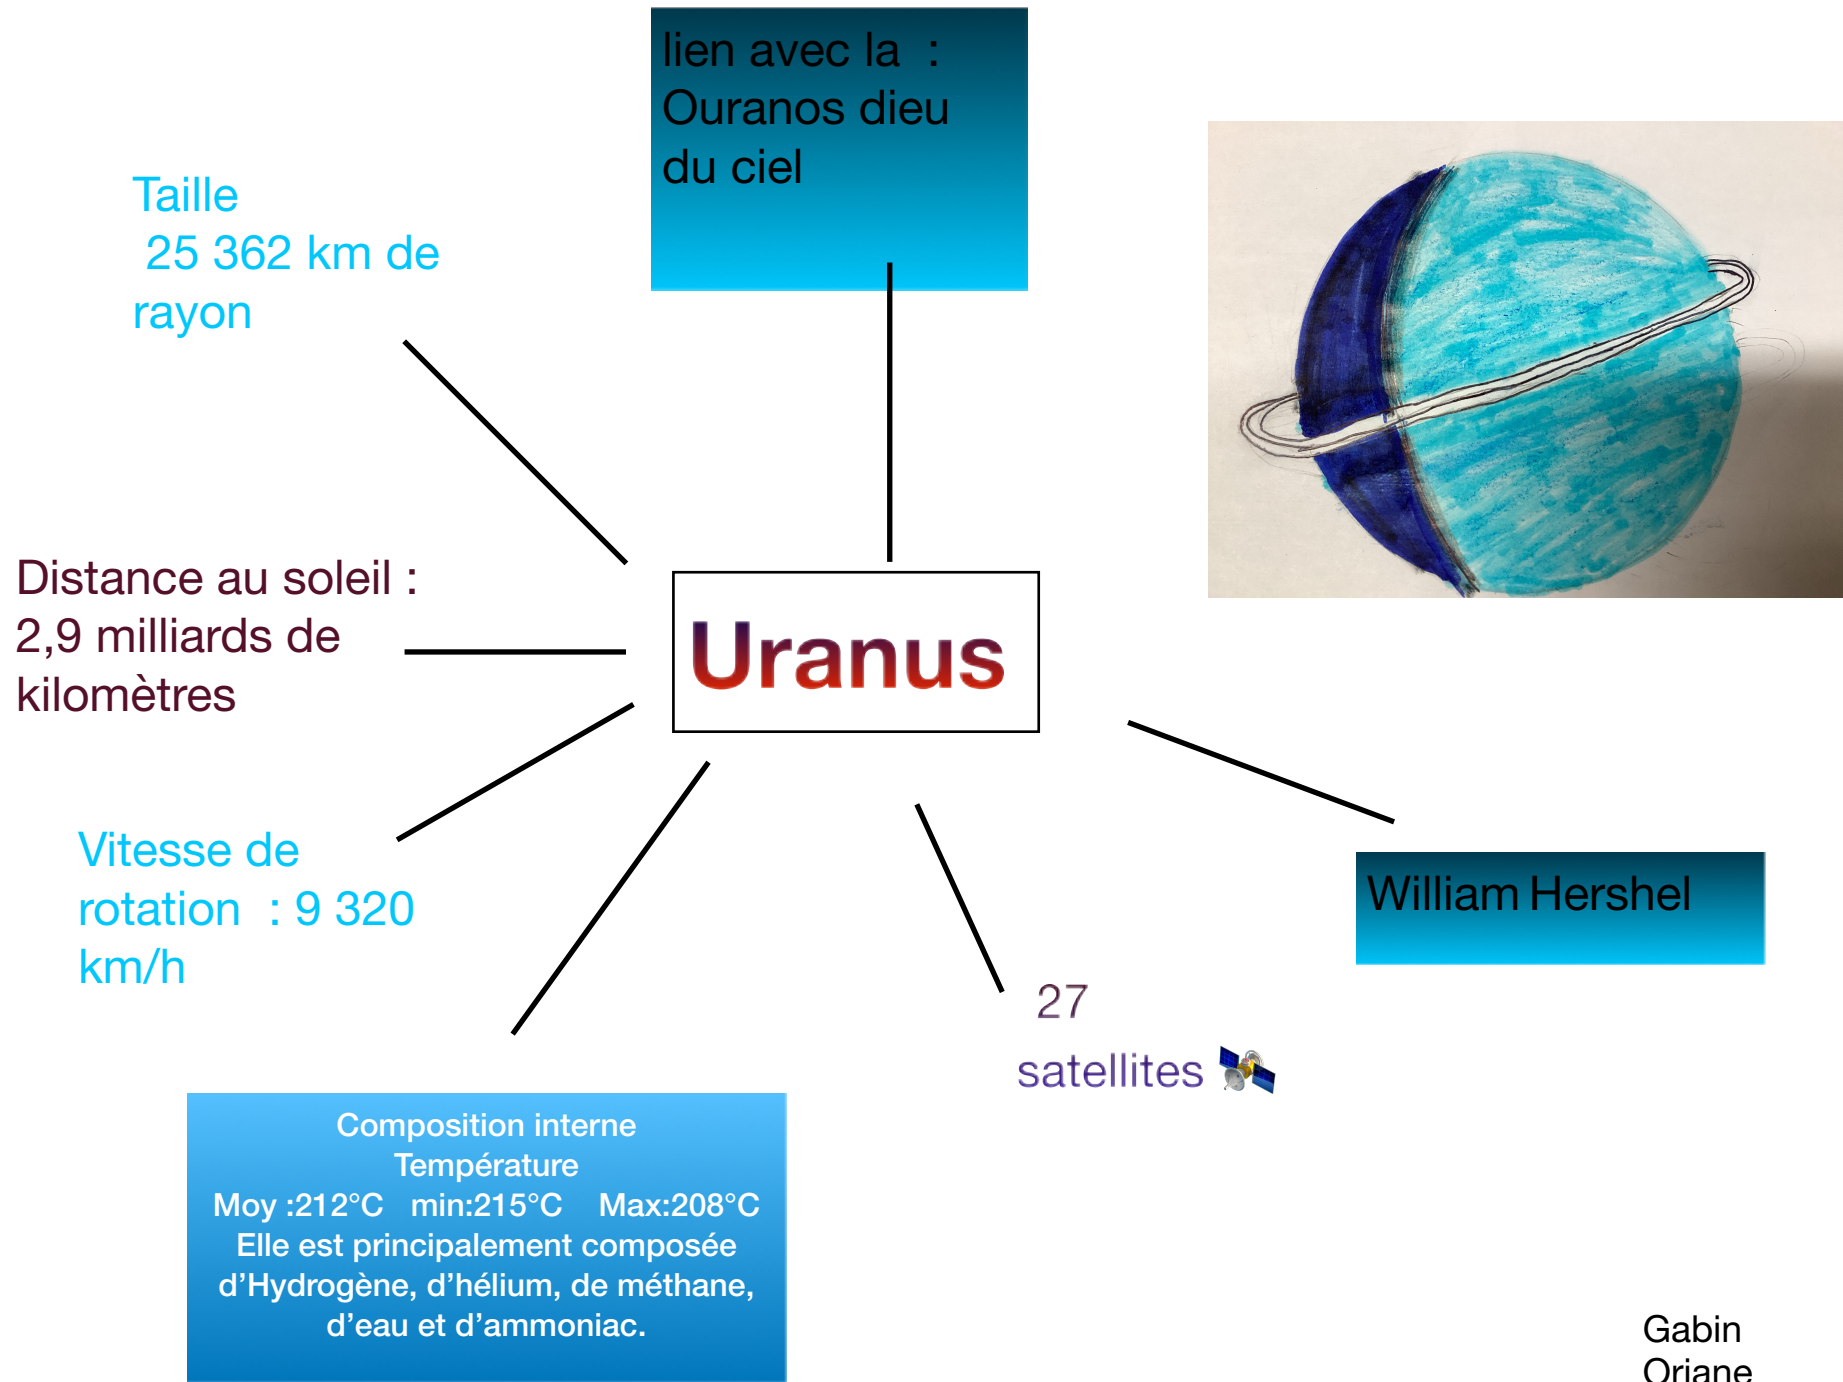 lien avec la  :
Ouranos dieu
du ciel
Taille
25 362 km de
rayon
Distance au soleil :
2,9 milliards de
kilomètres
Uranus
Vitesse de
rotation  : 9 320
km/h
William Hershel
27
satellites
Composition interne
Température
Moy :212°C   min:215°C    Max:208°C
Elle est principalement composée
d’Hydrogène, d’hélium, de méthane,
d’eau et d’ammoniac.
Gabin
Oriane